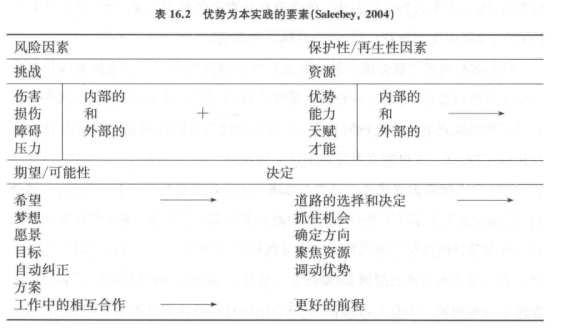 表 16.2 优势为本实践的要素(Saleebey, 2004)
风险因素 保护性/再生性因素
挑战 资源
伤害 内部的 优势 内部的
损伤 和 + 能力 和
障碍 外部的 天赋 外部的
压力 才能
期望/可能性 决定
希望 道路的选择和决定
梦想 抓住机会
愿景 确定方向
目标 聚焦资源
自动纠正 调动优势
方案
工作中的相互合作 更好的前程